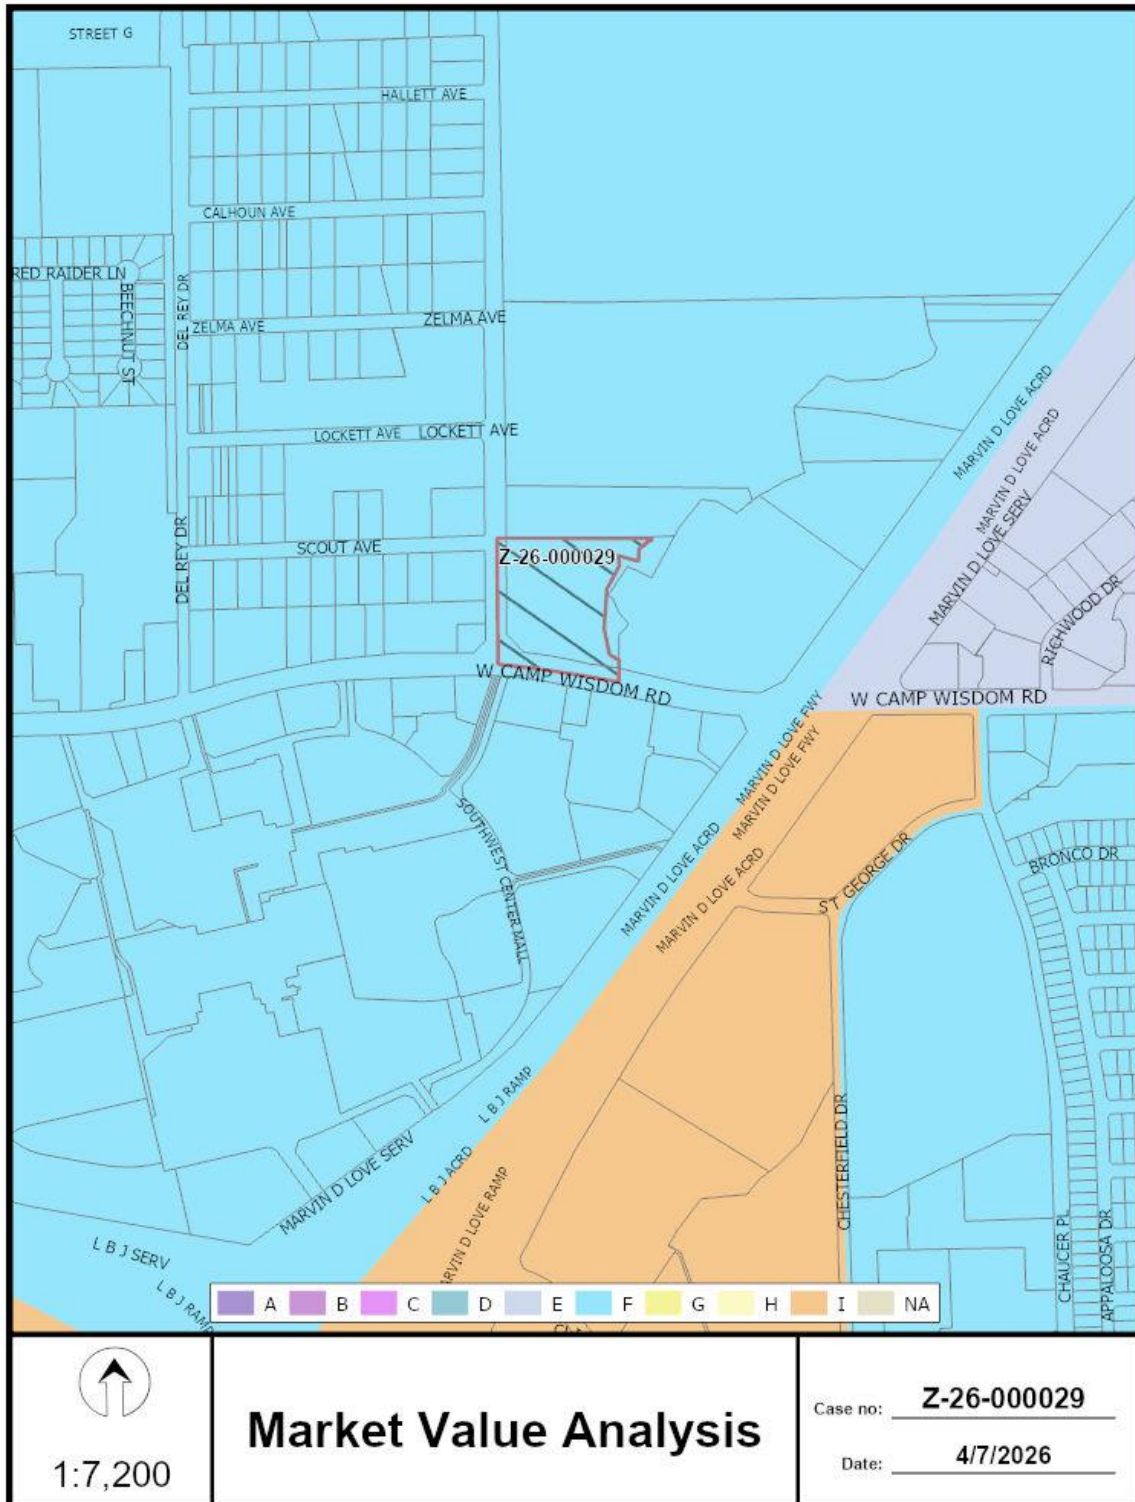 STREET G
HALLETT AVE
CALHOUN AVE
RED RAIDER LN
BEECHNUT ST
DEL REY DR
ZELMA AVE
ZELMA AVE
LOCKETT AVE
LOCKETT AVE
SCOUT AVE
DEL REY DR
Z-26-000029
MARVIN D LOVE ACRD
MARVIN D LOVE ACRD
MARVIN D LOVE SERV
RICHWOOD DR
W CAMP WISDOM RD
W CAMP WISDOM RD
MARVIN D LOVE FWY
MARVIN D LOVE FWY
SOUTHWEST CENTER MALL
MARVIN D LOVE ACRD
MARVIN D LOVE ACRD
ST GEORGE DR
BRONCO DR
L B J RAMP
L B J ACRD
MARVIN D LOVE SERV
ARVIN D LOVE RAMP
CHESTERFIELD DR
CHAUCER PL
APPALOOSA DR
L B J SERV
L B J RAMP
A B C D E F G H I NA
1:7,200
Market Value Analysis
Case no: Z-26-000029
Date: 4/7/2026